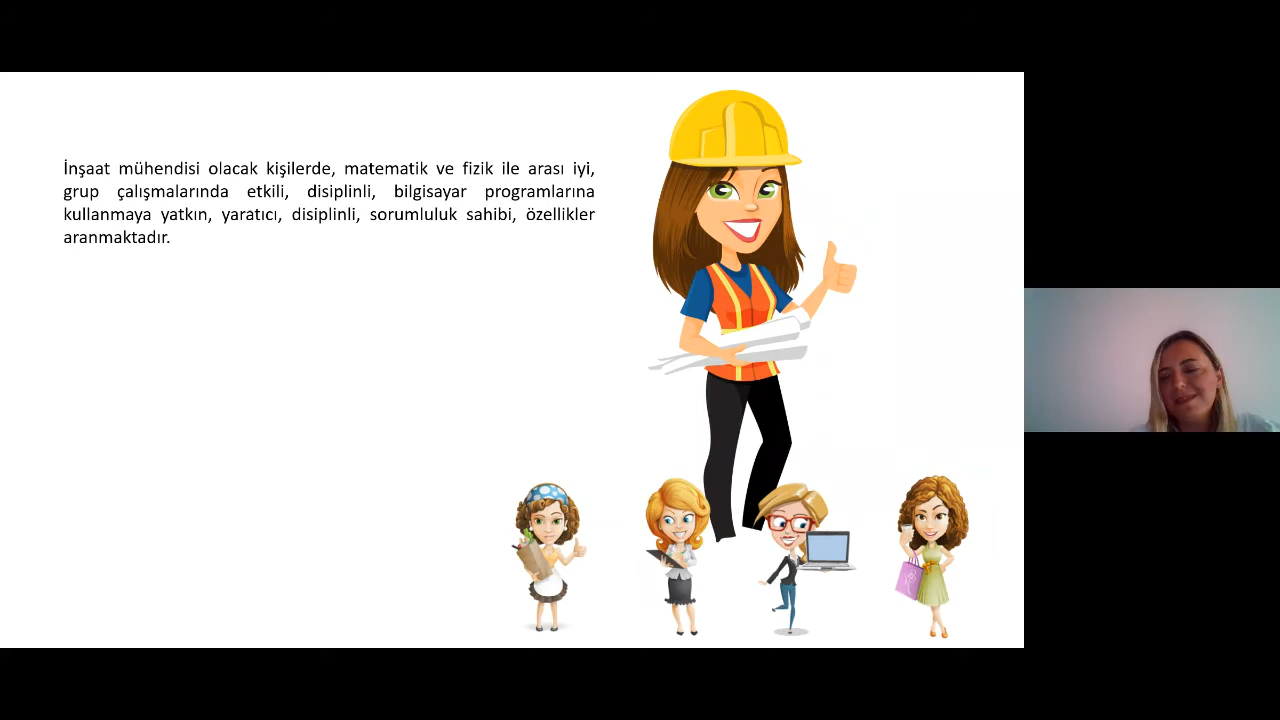 İnşaat mühendisi olacak kişilerde, matematik ve fizik ile arası iyi,
grup çalışmalarında etkili, disiplinli, bilgisayar programlarına
kullanmaya yatkın, yaratıcı, disiplinli, sorumluluk sahibi, özellikler
aranmaktadır.